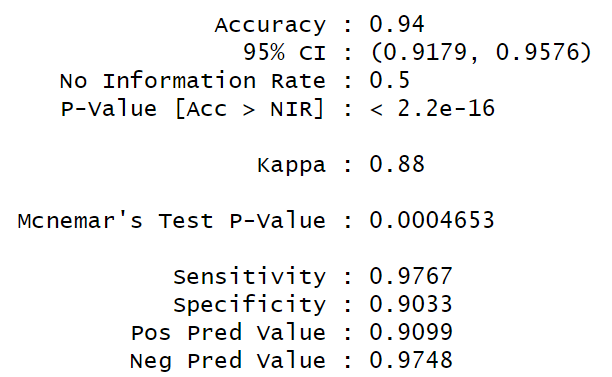 Accuracy : 0.94
95% CI : (0.9179, 0.9576)
No Information Rate : 0.5
P-Value [Acc > NIR] : < 2.2e-16
Kappa : 0.88
Mcnemar's Test P-Value : 0.0004653
Sensitivity : 0.9767
Specificity : 0.9033
Pos Pred Value : 0.9099
Neg Pred Value : 0.9748